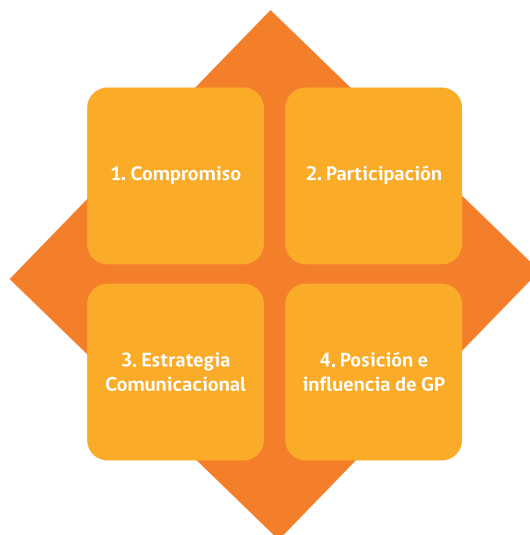 1. Compromiso
2. Participación
3. Estrategia
Comunicacional
4. Posición e
influencia de GP